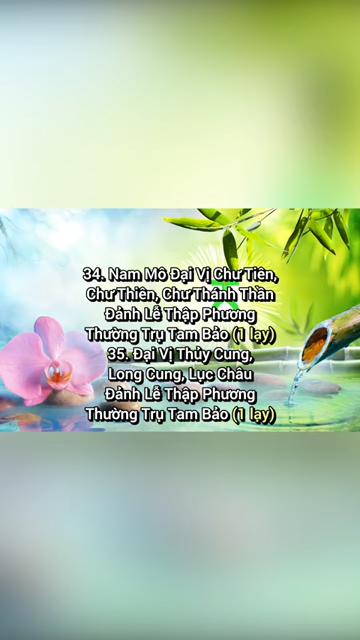 34. Nam Mô Đại Vị Chư Tiên,
Chư Thiên, Chư Thánh Thần
Đảnh Lễ Thập Phương
Thường Trụ Tam Bảo (1 lạy)
35. Đại Vị Thủy Cung,
Long Cung, Lục Châu
Đảnh Lễ Thập Phương
Thường Trụ Tam Bảo (1 lạy)